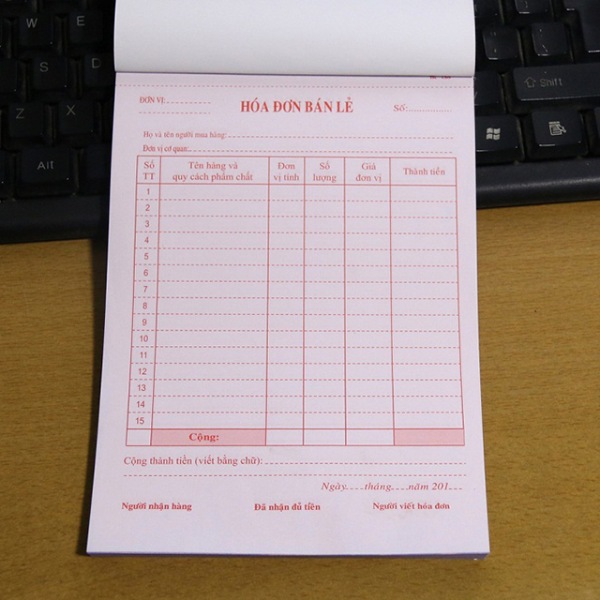 W E
S D
X
Alt
Shift
ĐƠN VỊ:
HÓA ĐƠN BÁN LẺ
Số:
Họ và tên người mua hàng:
Đơn vị cơ quan:
Số TT Tên hàng và quy cách phẩm chất Đơn vị tính Số lượng Giá đơn vị Thành tiền
1
2
3
4
5
6
7
8
9
10
11
12
13
14
15
Cộng:
Cộng thành tiền (viết bằng chữ):
Ngày.....tháng.....năm 201....
Người nhận hàng Đã nhận đủ tiền Người viết hóa đơn